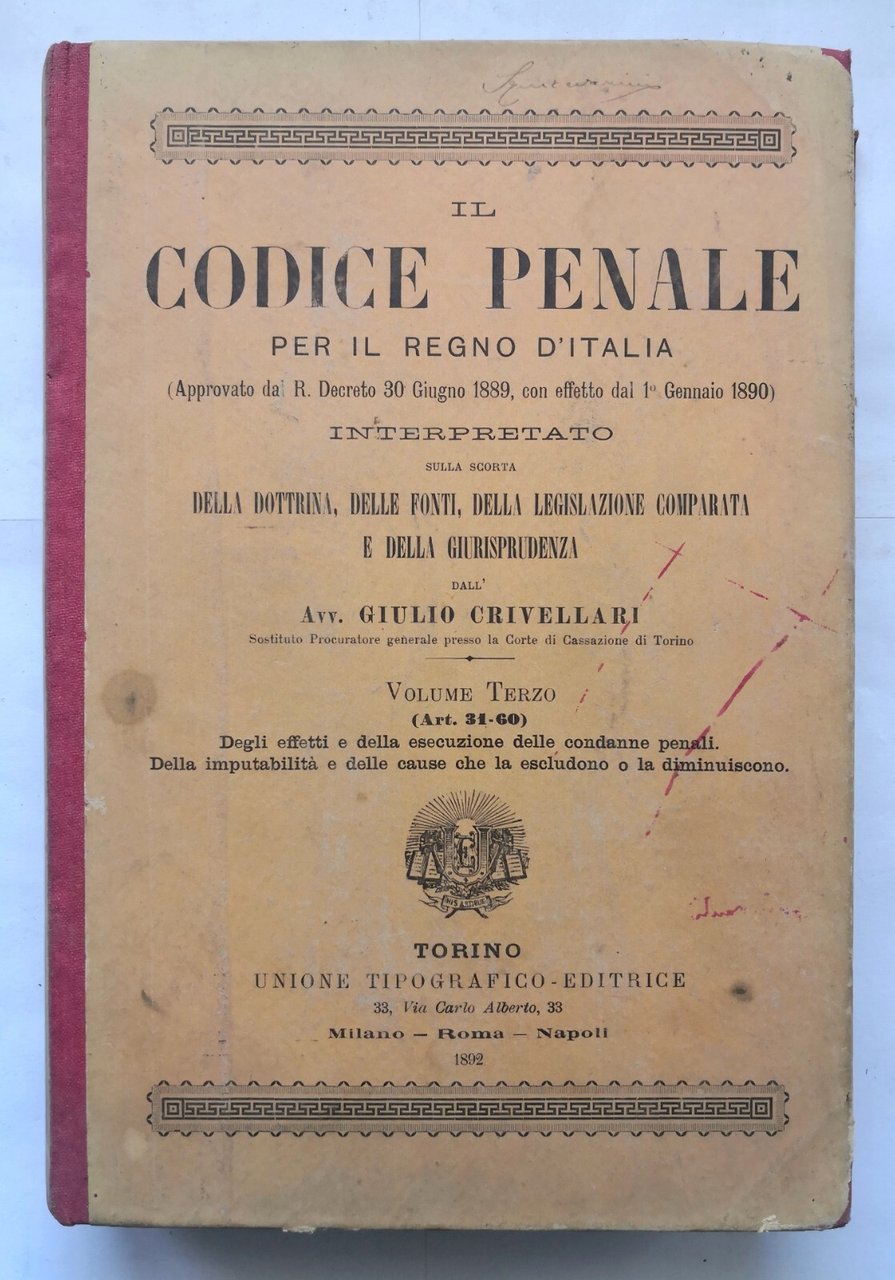 IL
CODICE PENALE
PER IL REGNO D'ITALIA
(Approvato dal R. Decreto 30 Giugno 1889, con effetto dal 1º Gennaio 1890)
INTERPRETATO
SULLA SCORTA
DELLA DOTTRINA, DELLE FONTI, DELLA LEGISLAZIONE COMPARATA
E DELLA GIURISPRUDENZA
DALL'
Avv. GIULIO CRIVELLARI
Sostituto Procuratore generale presso la Corte di Cassazione di Torino
Volume Terzo
(Art. 31-60)
Degli effetti e della esecuzione delle condanne penali.
Della imputabilità e delle cause che la escludono o la diminuiscono.
TORINO
UNIONE TIPOGRAFICO-EDITRICE
33, Via Carlo Alberto, 33
Milano — Roma — Napoli
1892